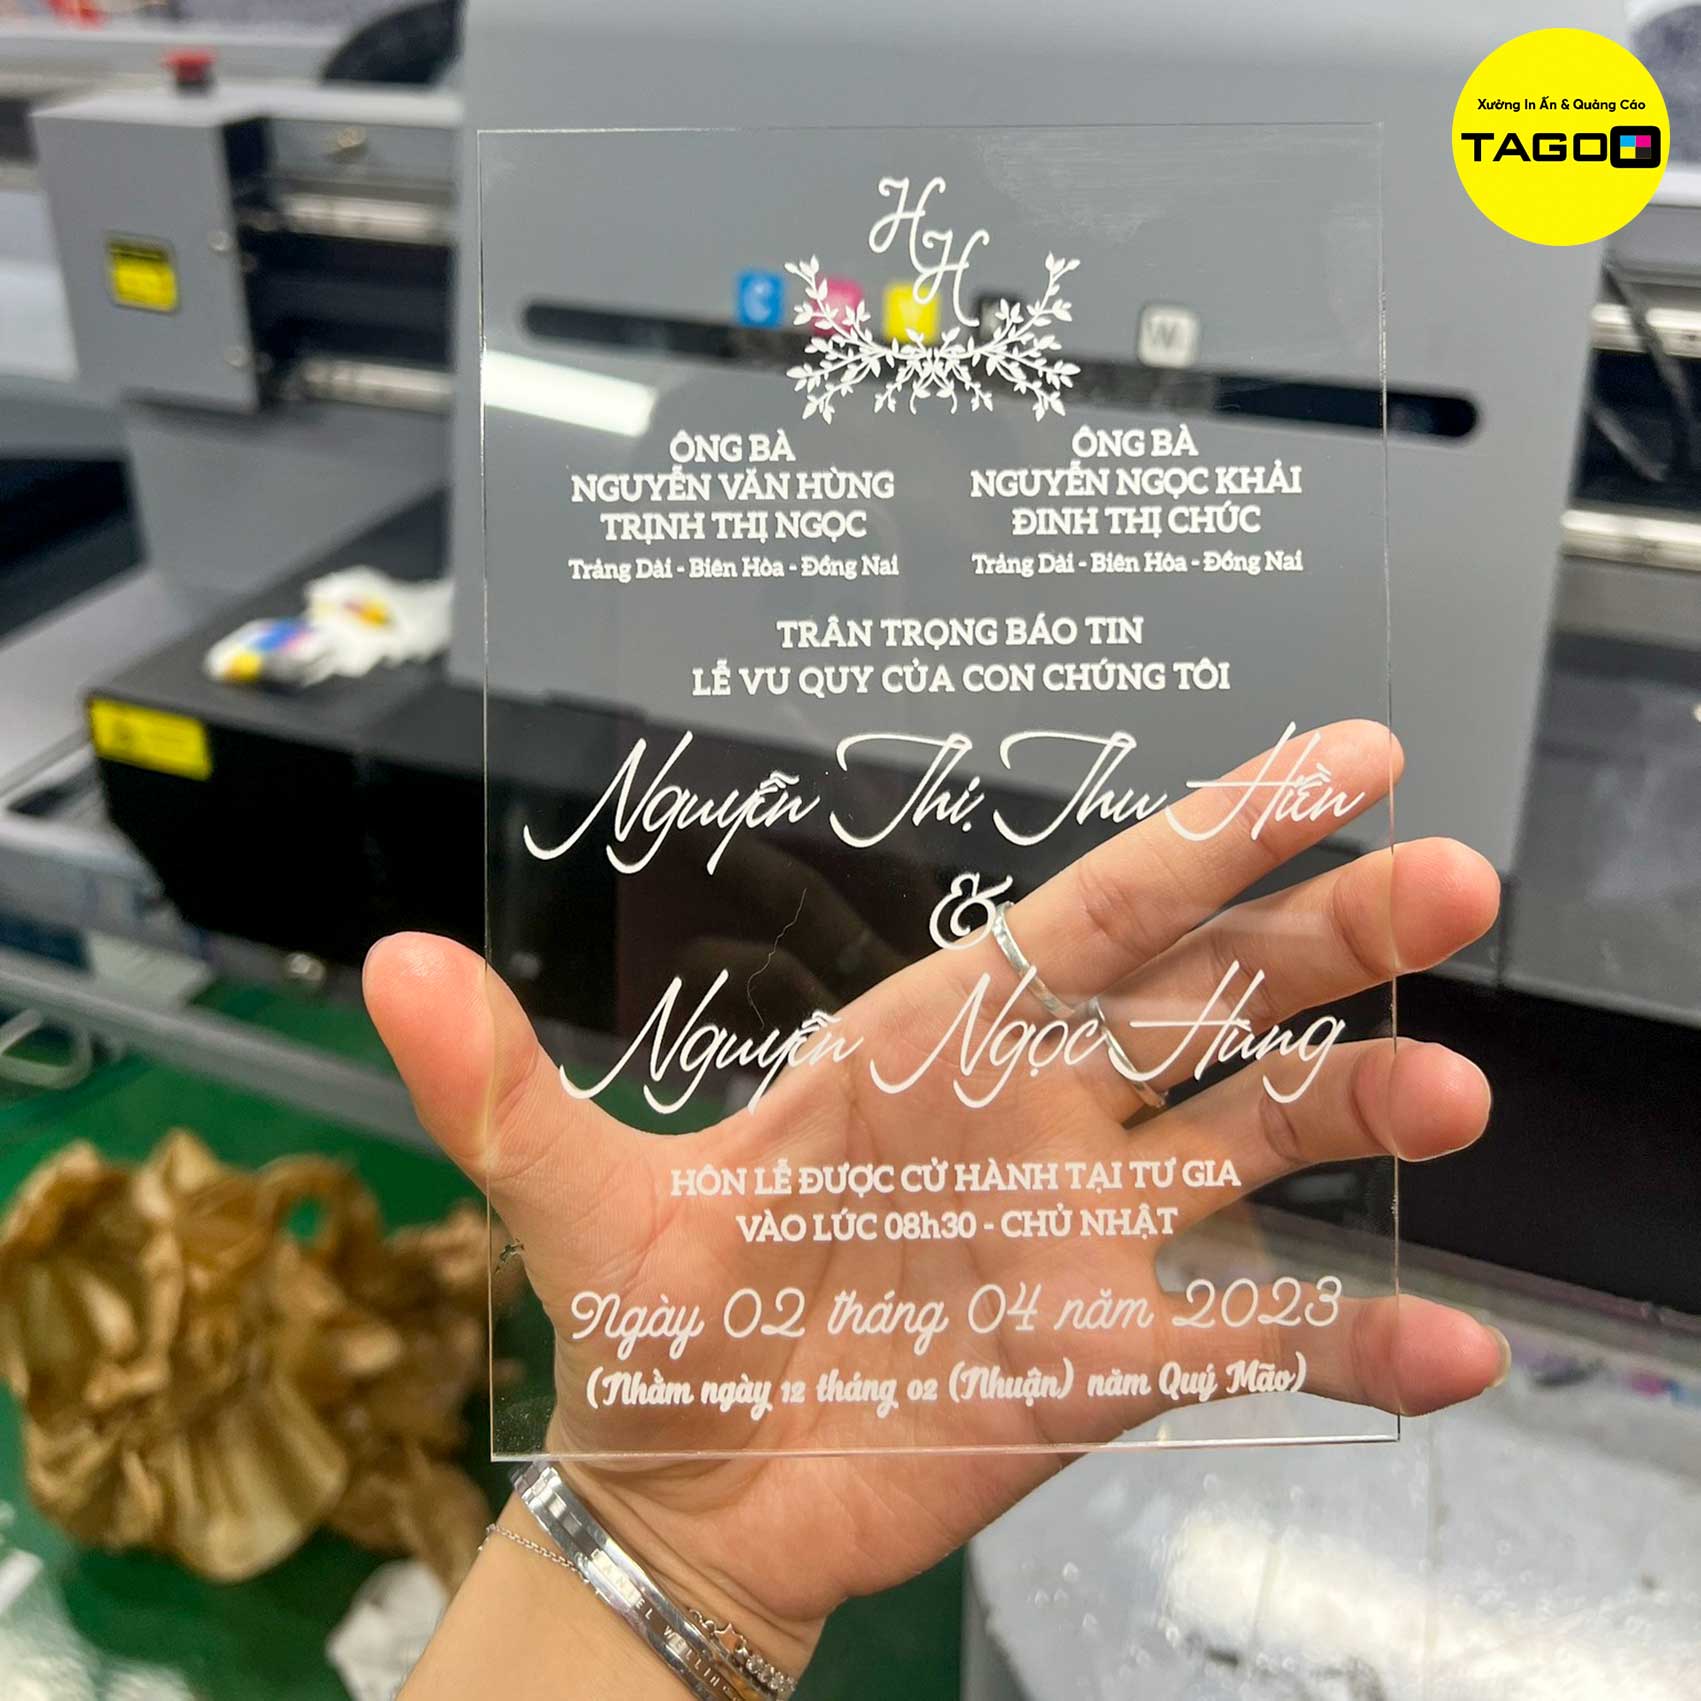 Xưởng In Ấn & Quảng Cáo
TAGO
H
H
C
W
ÔNG BÀ
NGUYỄN VĂN HÙNG
TRỊNH THỊ NGỌC
Trảng Dài - Biên Hòa - Đồng Nai
ÔNG BÀ
NGUYỄN NGỌC KHẢI
ĐINH THỊ CHÚC
Trảng Dài - Biên Hòa - Đồng Nai
TRÂN TRỌNG BÁO TIN
LỄ VU QUY CỦA CON CHÚNG TÔI
Nguyễn Thị Thu Hiền
&
Nguyễn Ngọc Hùng
HÔN LỄ ĐƯỢC CỬ HÀNH TẠI TƯ GIA
VÀO LÚC 08h30 - CHỦ NHẬT
Ngày 02 tháng 04 năm 2023
(Nhằm ngày 12 tháng 02 (Nhuận) năm Quý Mão)